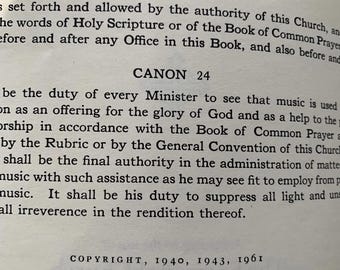 s set forth and allowed by the authority of this Church, and
the words of Holy Scripture or of the Book of Common Prayer
efore and after any Office in this Book, and also before and
CANON 24
be the duty of every Minister to see that music is used
on as an offering for the glory of God and as a help to the p
orship in accordance with the Book of Common Prayer a
by the Rubric or by the General Convention of this Church
shall be the final authority in the administration of matte
music with such assistance as he may see fit to employ from p
music. It shall be his duty to suppress all light and uns
all irreverence in the rendition thereof.
COPYRIGHT, 1940, 1943, 1961